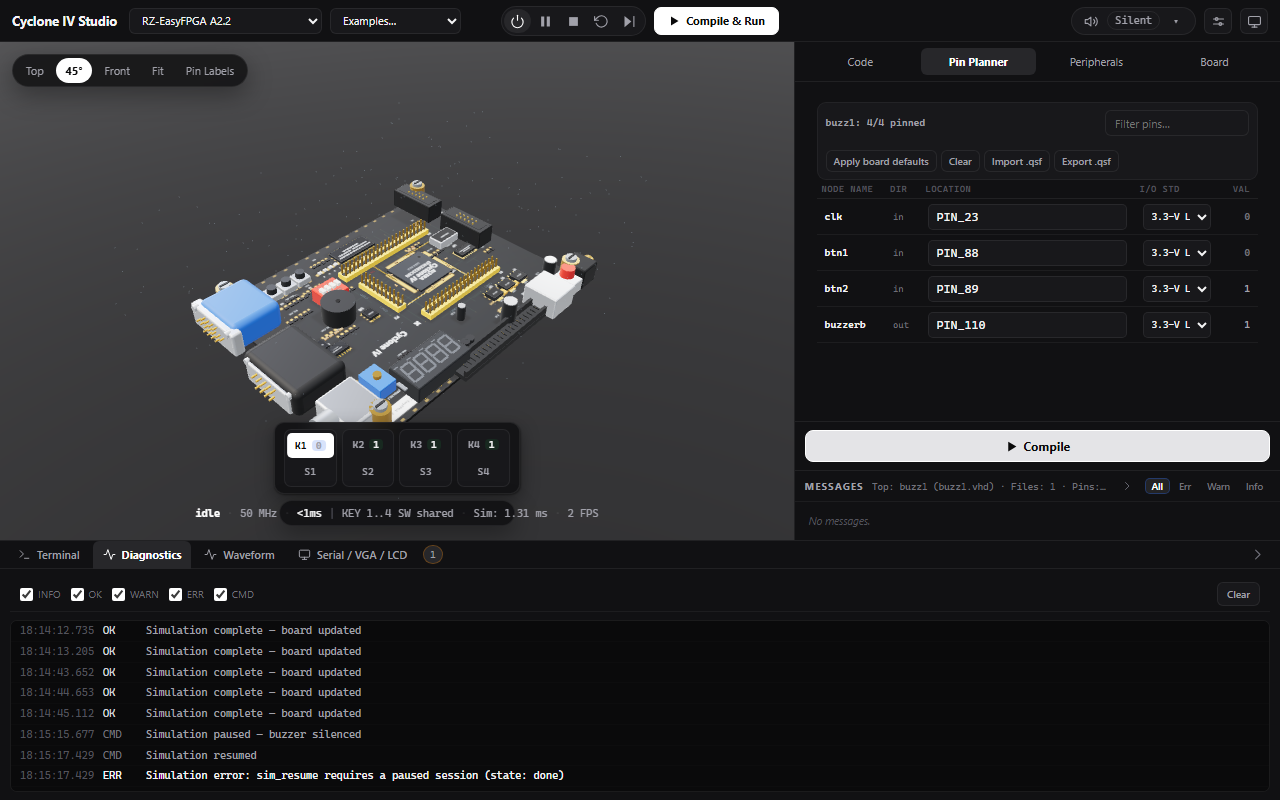 Cyclone IV Studio RZ-EasyFPGA A2.2 Examples... Compile & Run Silent
Top 45° Front Fit Pin Labels
Code Pin Planner Peripherals Board
buzz1: 4/4 pinned Filter pins...
Apply board defaults Clear Import .qsf Export .qsf
NODE NAME DIR LOCATION I/O STD VAL
clk in PIN_23 3.3-V L 0
btn1 in PIN_88 3.3-V L 0
btn2 in PIN_89 3.3-V L 1
buzzerb out PIN_110 3.3-V L 1
Cyclone IV
8888
K1 0 K2 1 K3 1 K4 1
S1 S2 S3 S4
idle · 50 MHz <1ms | KEY 1..4 SW shared · Sim: 1.31 ms · 2 FPS
Compile
MESSAGES Top: buzz1 (buzz1.vhd) · Files: 1 · Pins:… All Err Warn Info
No messages.
Terminal Diagnostics Waveform Serial / VGA / LCD 1
INFO OK WARN ERR CMD Clear
18:14:12.735 OK Simulation complete — board updated
18:14:13.205 OK Simulation complete — board updated
18:14:43.652 OK Simulation complete — board updated
18:14:44.653 OK Simulation complete — board updated
18:14:45.112 OK Simulation complete — board updated
18:15:15.677 CMD Simulation paused — buzzer silenced
18:15:17.429 CMD Simulation resumed
18:15:17.429 ERR Simulation error: sim_resume requires a paused session (state: done)